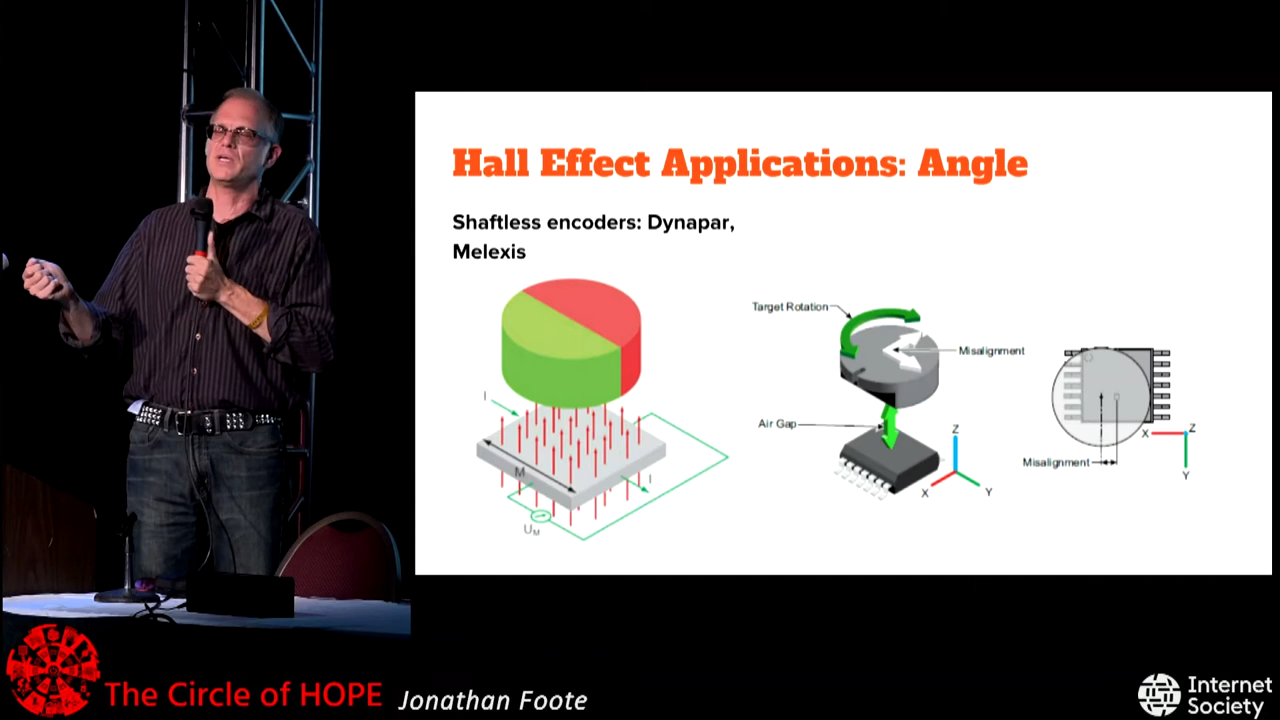 Hall Effect Applications: Angle
Shaftless encoders: Dynapar,
Melexis
I
M
I
UM
Target Rotation
Misalignment
Air Gap
Z
X
Y
Misalignment
X
Z
Y
The Circle of HOPE
Jonathan Foote
Internet
Society